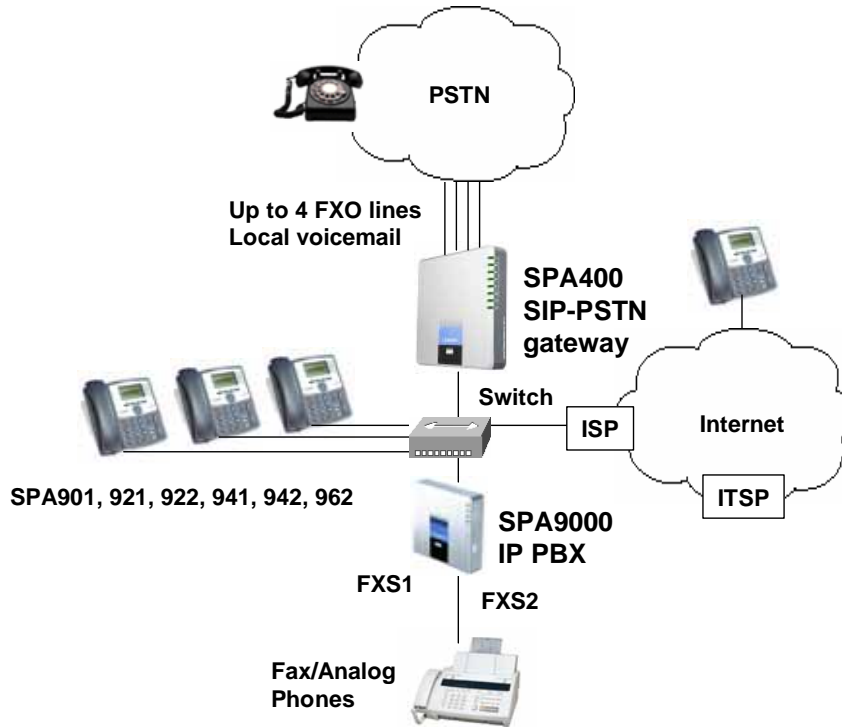 PSTN
Up to 4 FXO lines
Local voicemail
SPA400
SIP-PSTN
gateway
Switch
ISP
Internet
ITSP
SPA901, 921, 922, 941, 942, 962
SPA9000
IP PBX
FXS1
FXS2
Fax/Analog
Phones